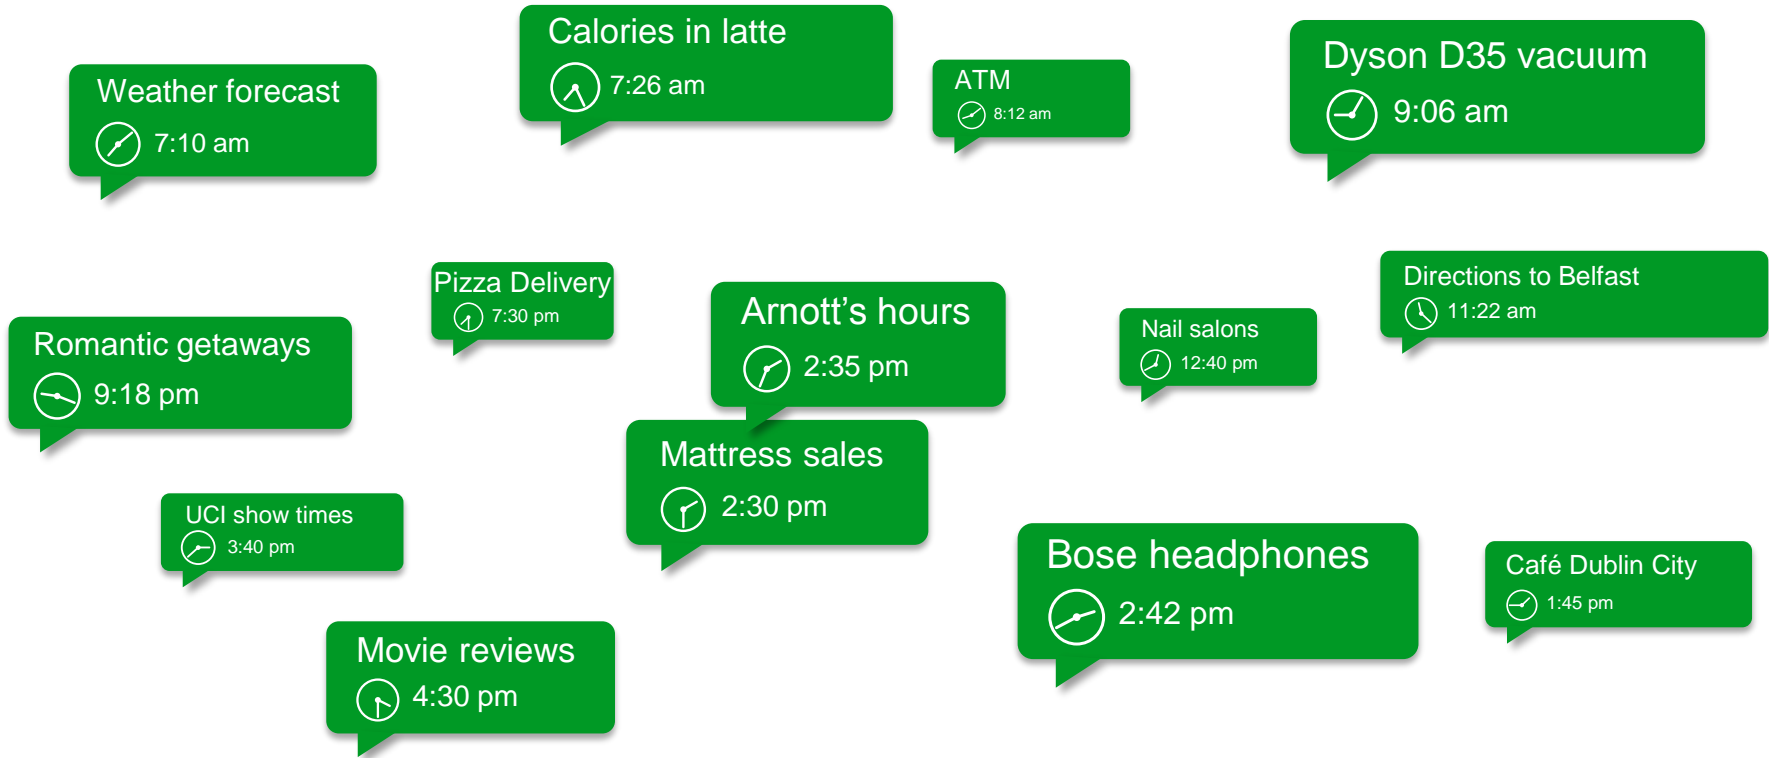 Calories in latte
7:26 am
Weather forecast
7:10 am
ATM
8:12 am
Dyson D35 vacuum
9:06 am
Pizza Delivery
7:30 pm
Arnott’s hours
2:35 pm
Directions to Belfast
11:22 am
Nail salons
12:40 pm
Romantic getaways
9:18 pm
Mattress sales
2:30 pm
UCI show times
3:40 pm
Bose headphones
2:42 pm
Café Dublin City
1:45 pm
Movie reviews
4:30 pm